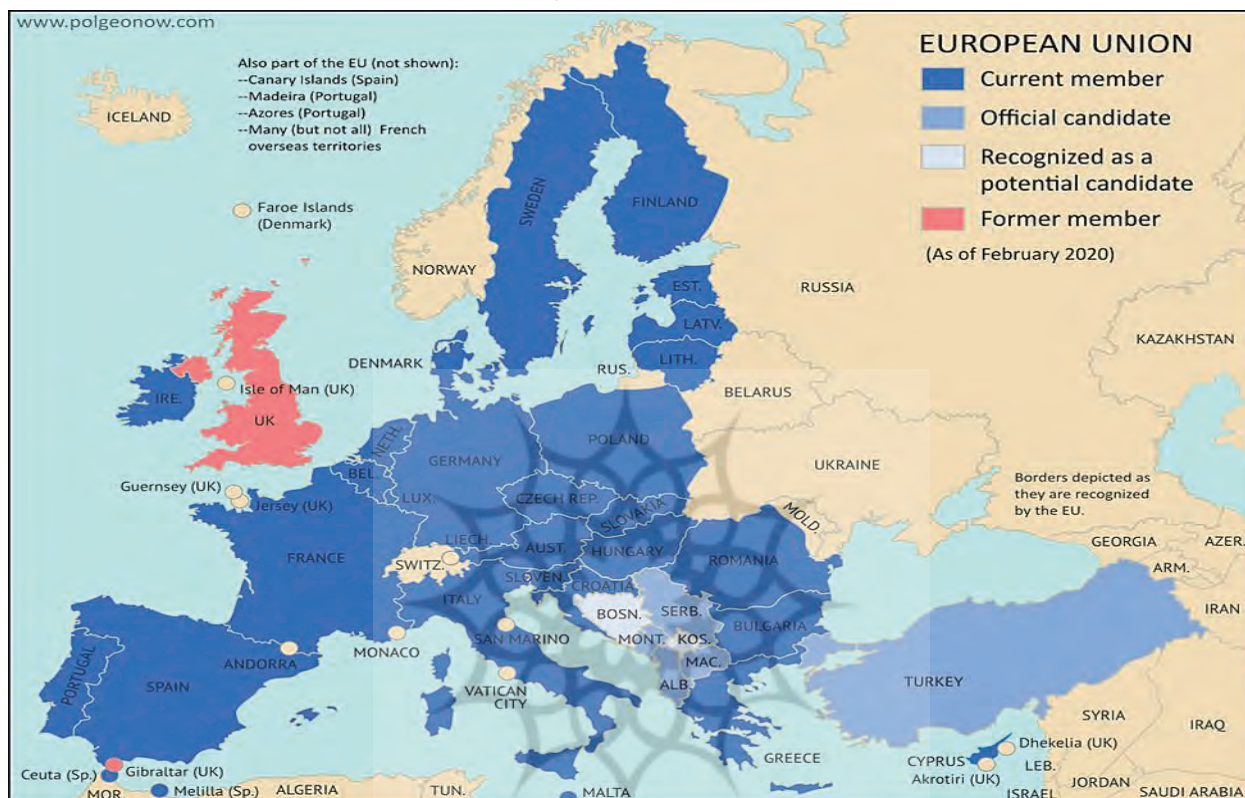 www.polgeonow.com
Also part of the EU (not shown):
--Canary Islands (Spain)
--Madeira (Portugal)
--Azores (Portugal)
--Many (but not all) French
overseas territories
EUROPEAN UNION
Current member
Official candidate
Recognized as a
potential candidate
Former member
(As of February 2020)
ICELAND
Faroe Islands
(Denmark)
SWEDEN
FINLAND
NORWAY
RUSSIA
EST.
LATV.
LITH.
KAZAKHSTAN
DENMARK
RUS.
BELARUS
IRE.
Isle of Man (UK)
UK
NETH.
POLAND
GERMANY
UKRAINE
BEL.
Guernsey (UK)
Jersey (UK)
LUX.
CZECH REP.
SLOVAKIA
MOLD.
Borders depicted as
they are recognized
by the EU.
FRANCE
LIECH.
SWITZ.
AUST.
HUNGARY
ROMANIA
GEORGIA
AZER.
ARM.
SLOVEN.
CROATIA
ITALY
BOSN.
SERB.
IRAN
SAN MARINO
MONT.
KOS.
BULGARIA
ANDORRA
MONACO
MAC.
PORTUGAL
SPAIN
VATICAN
CITY
ALB.
TURKEY
SYRIA
IRAQ
GREECE
CYPRUS
Dhekelia (UK)
Akrotiri (UK)
LEB.
Ceuta (Sp.)
Gibraltar (UK)
Melilla (Sp.)
MOR.
ALGERIA
TUN.
MALTA
ISRAEL
JORDAN
SAUDI ARABIA